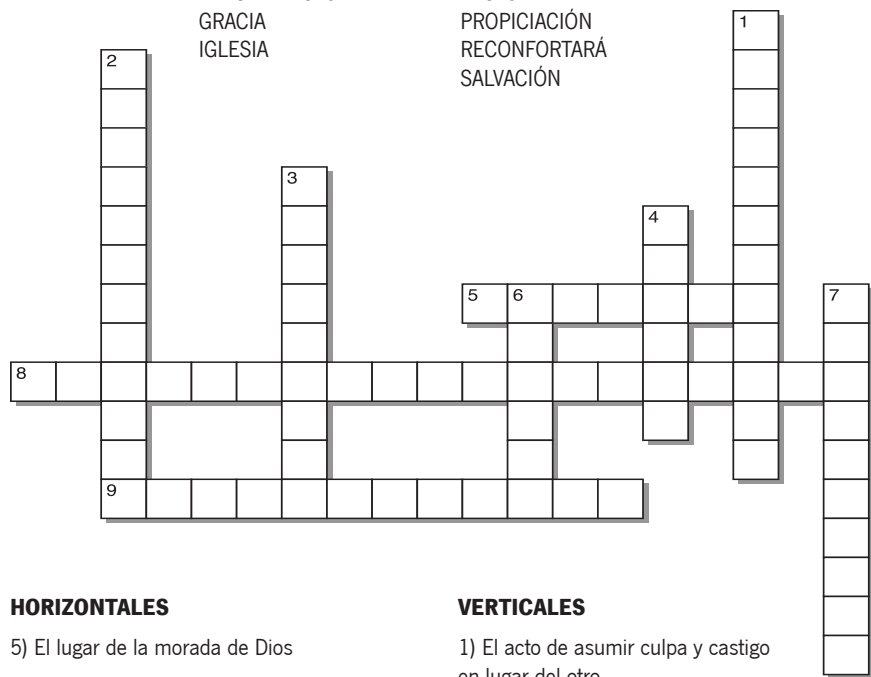 GRACIA
IGLESIA
PROPICIACIÓN
RECONFORTARÁ
SALVACIÓN
1
2
3
4
5 6 7
8
9
HORIZONTALES
5) El lugar de la morada de Dios
VERTICALES
1) El acto de asumir culpa y castigo
en lugar del otro